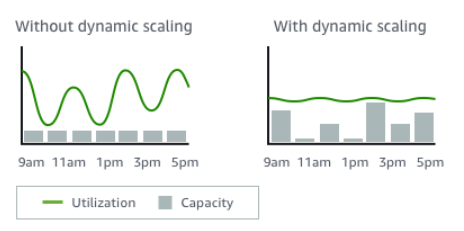 Without dynamic scaling
With dynamic scaling
9am 11am 1pm 3pm 5pm
9am 11am 1pm 3pm 5pm
Utilization
Capacity